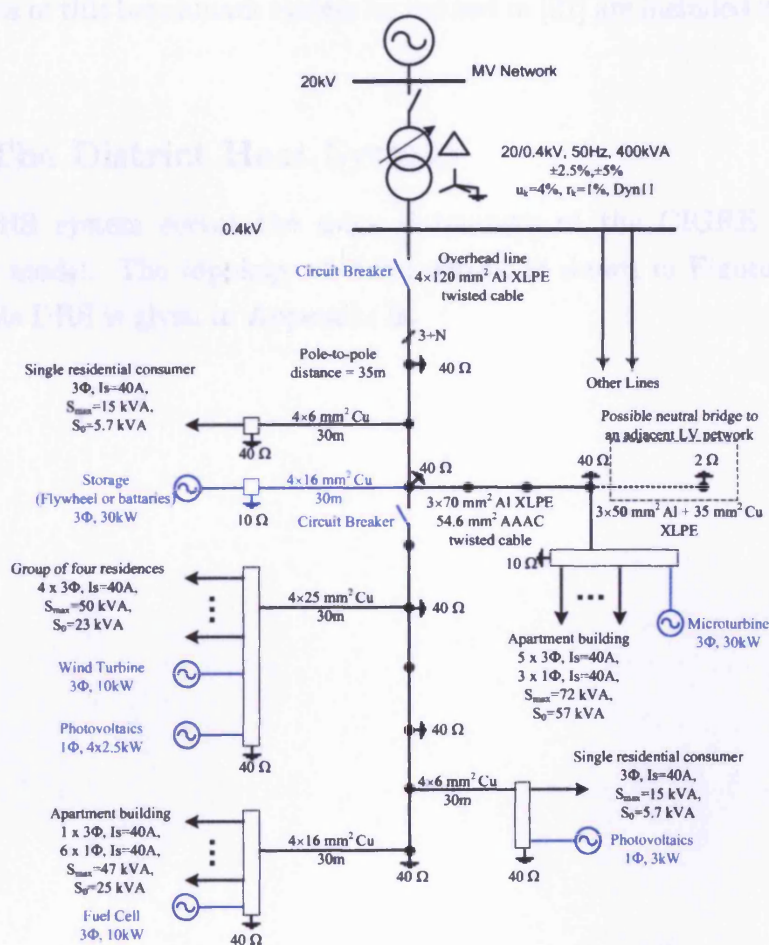 20kV
MV Network
20/0.4kV, 50Hz, 400kVA
±2.5%,±5%
uk=4%, rk=1%, Dyn11
0.4kV
Circuit Breaker
Overhead line
4×120 mm² Al XLPE
twisted cable
3+N
Pole-to-pole
distance = 35m
40 Ω
Other Lines
Single residential consumer
3Φ, Is=40A,
Smax=15 kVA,
S0=5.7 kVA
4×6 mm² Cu
30m
40 Ω
Possible neutral bridge to
an adjacent LV network
40 Ω
2 Ω
3×50 mm² Al + 35 mm² Cu
XLPE
Storage
(Flywheel or battaries)
3Φ, 30kW
4×16 mm² Cu
30m
10 Ω
40 Ω
3×70 mm² Al XLPE
54.6 mm² AAAC
twisted cable
Circuit Breaker
10 Ω
Microturbine
3Φ, 30kW
Apartment building
5 x 3Φ, Is=40A,
3 x 1Φ, Is=40A,
Smax=72 kVA
S0=57 kVA
Group of four residences
4 x 3Φ, Is=40A,
Smax=50 kVA,
S0=23 kVA
4×25 mm² Cu
30m
40 Ω
Wind Turbine
3Φ, 10kW
Photovoltaics
1Φ, 4x2.5kW
40 Ω
40 Ω
Single residential consumer
3Φ, Is=40A,
Smax=15 kVA,
S0=5.7 kVA
4×6 mm² Cu
30m
Photovoltaics
1Φ, 3kW
40 Ω
Apartment building
1 x 3Φ, Is=40A,
6 x 1Φ, Is=40A,
Smax=47 kVA
S0=25 kVA
4×16 mm² Cu
30m
40 Ω
Fuel Cell
3Φ, 10kW
40 Ω